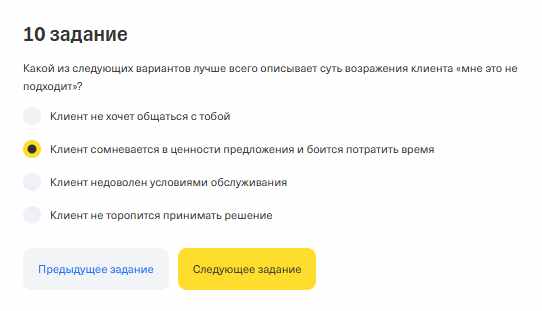 10 задание
Какой из следующих вариантов лучше всего описывает суть возражения клиента «мне это не
подходит»?
Клиент не хочет общаться с тобой
Клиент сомневается в ценности предложения и боится потратить время
Клиент недоволен условиями обслуживания
Клиент не торопится принимать решение
Предыдущее задание
Следующее задание